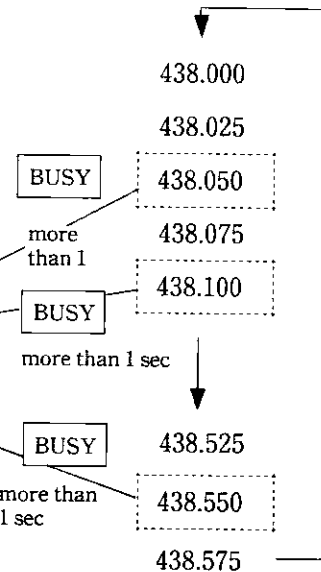 438.000
438.025
BUSY
438.050
more
than 1
438.075
438.100
BUSY
more than 1 sec
BUSY
438.525
more than
1 sec
438.550
438.575